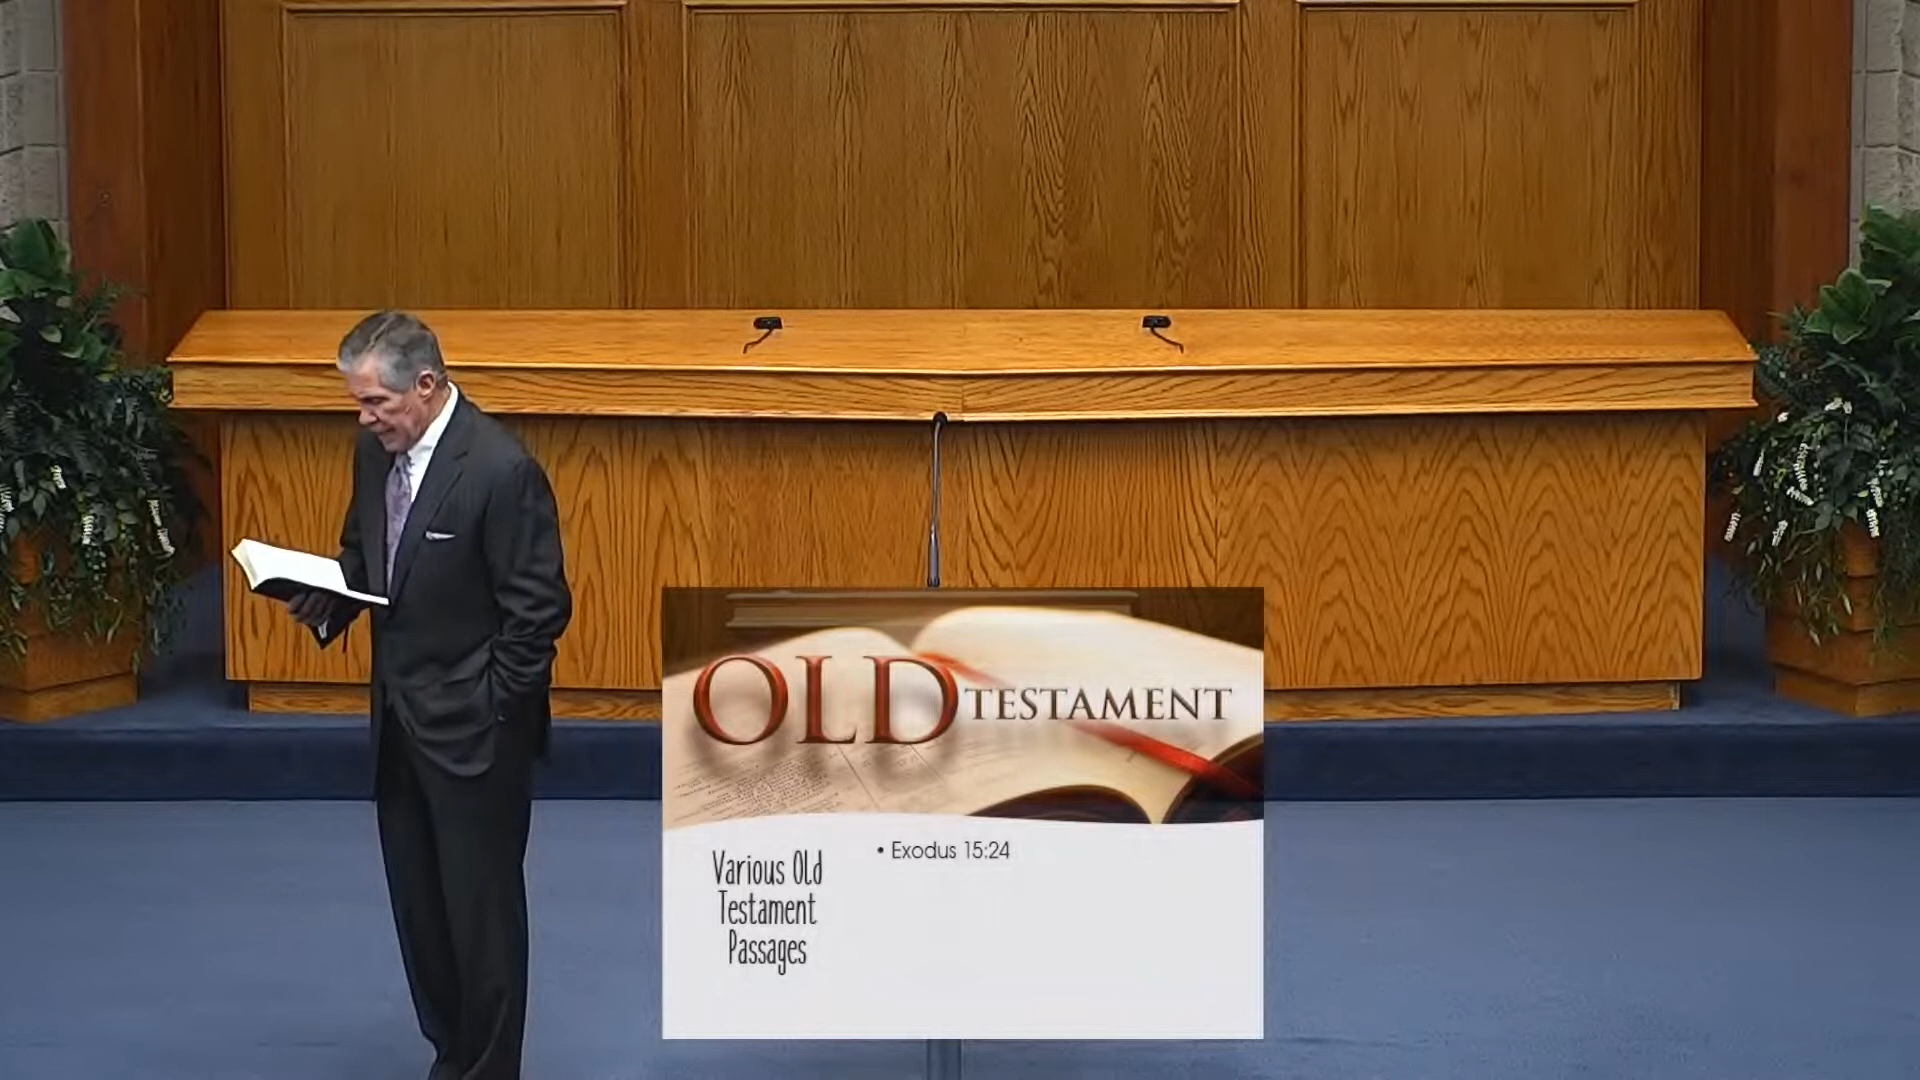 OLD TESTAMENT
• Exodus 15:24
Various Old
Testament
Passages